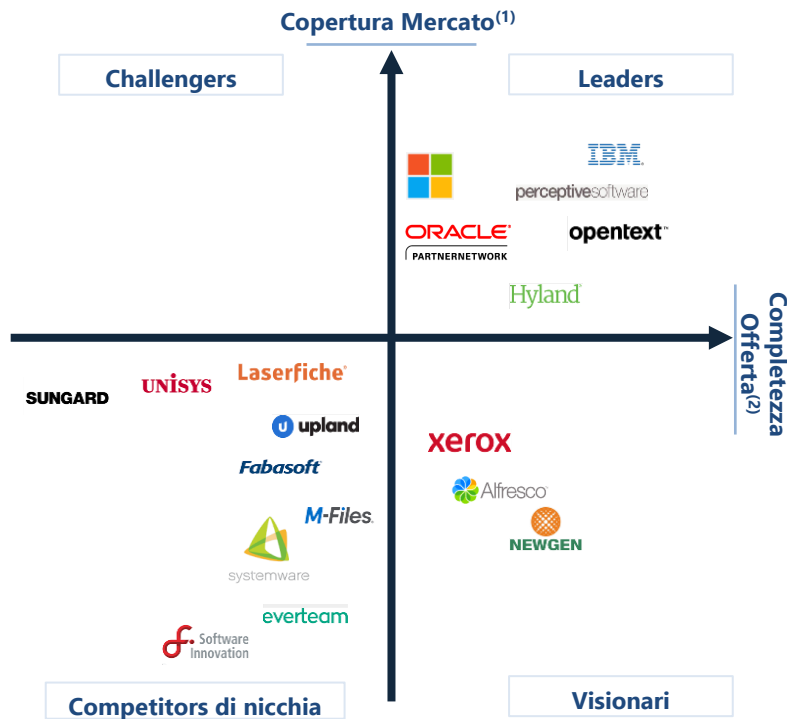 Copertura Mercato(1)
Challengers
Leaders
IBM®
perceptivesoftware
ORACLE®
PARTNERNETWORK
opentext™
Hyland®
Completezza
Offerta(2)
SUNGARD
UNISYS
Laserfiche®
u upland
Fabasoft®
M-Files®
systemware
everteam
Software
Innovation
xerox
Alfresco®
NEWGEN
Competitors di nicchia
Visionari